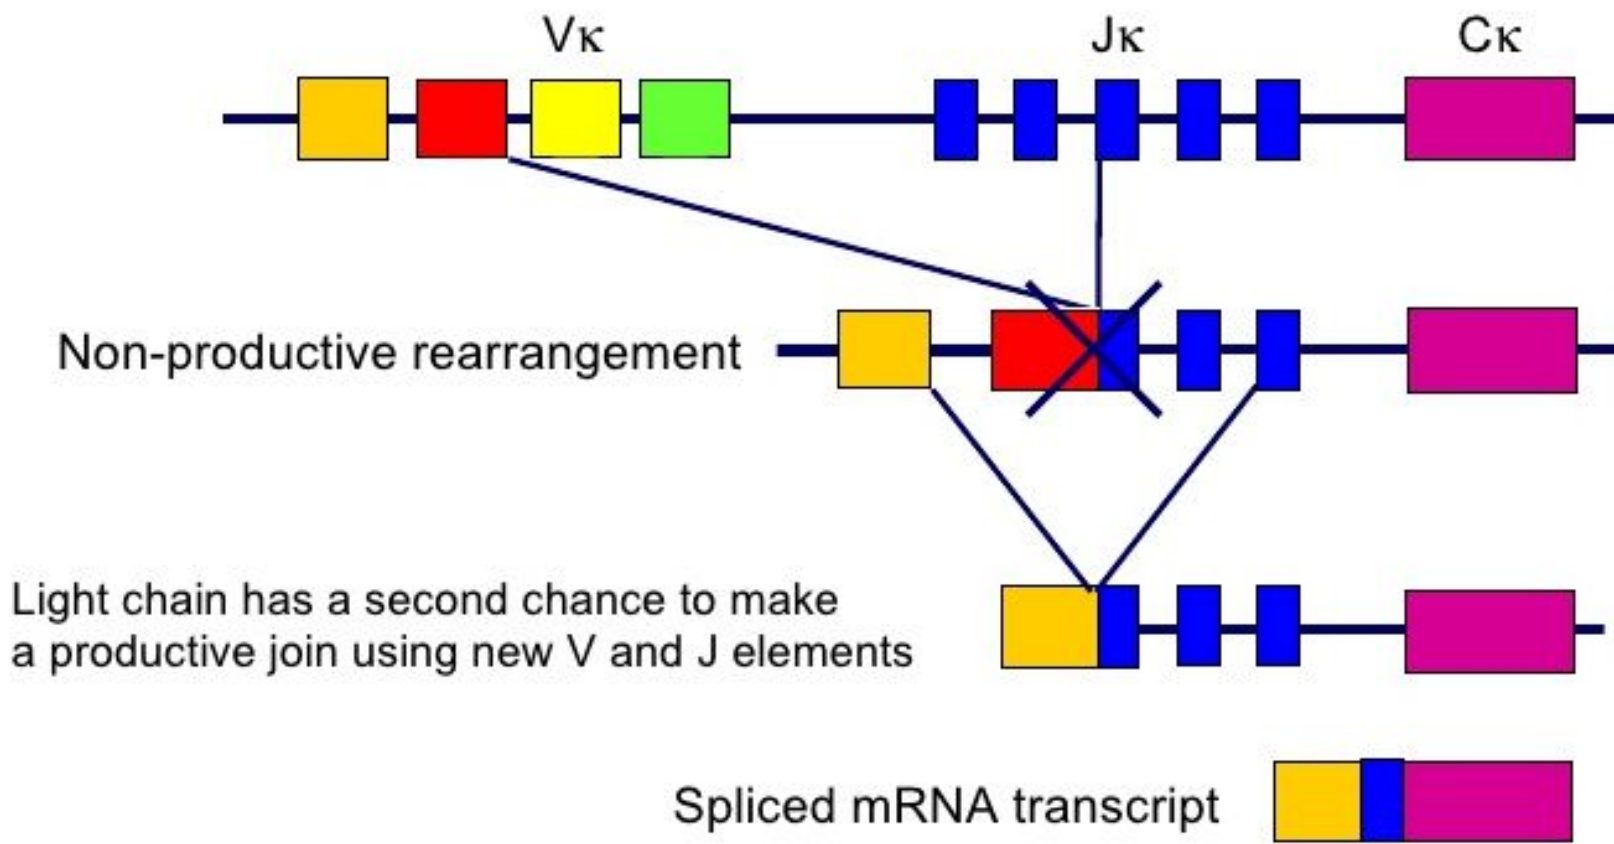 Vκ Jκ Cκ
Non-productive rearrangement
Light chain has a second chance to make
a productive join using new V and J elements
Spliced mRNA transcript